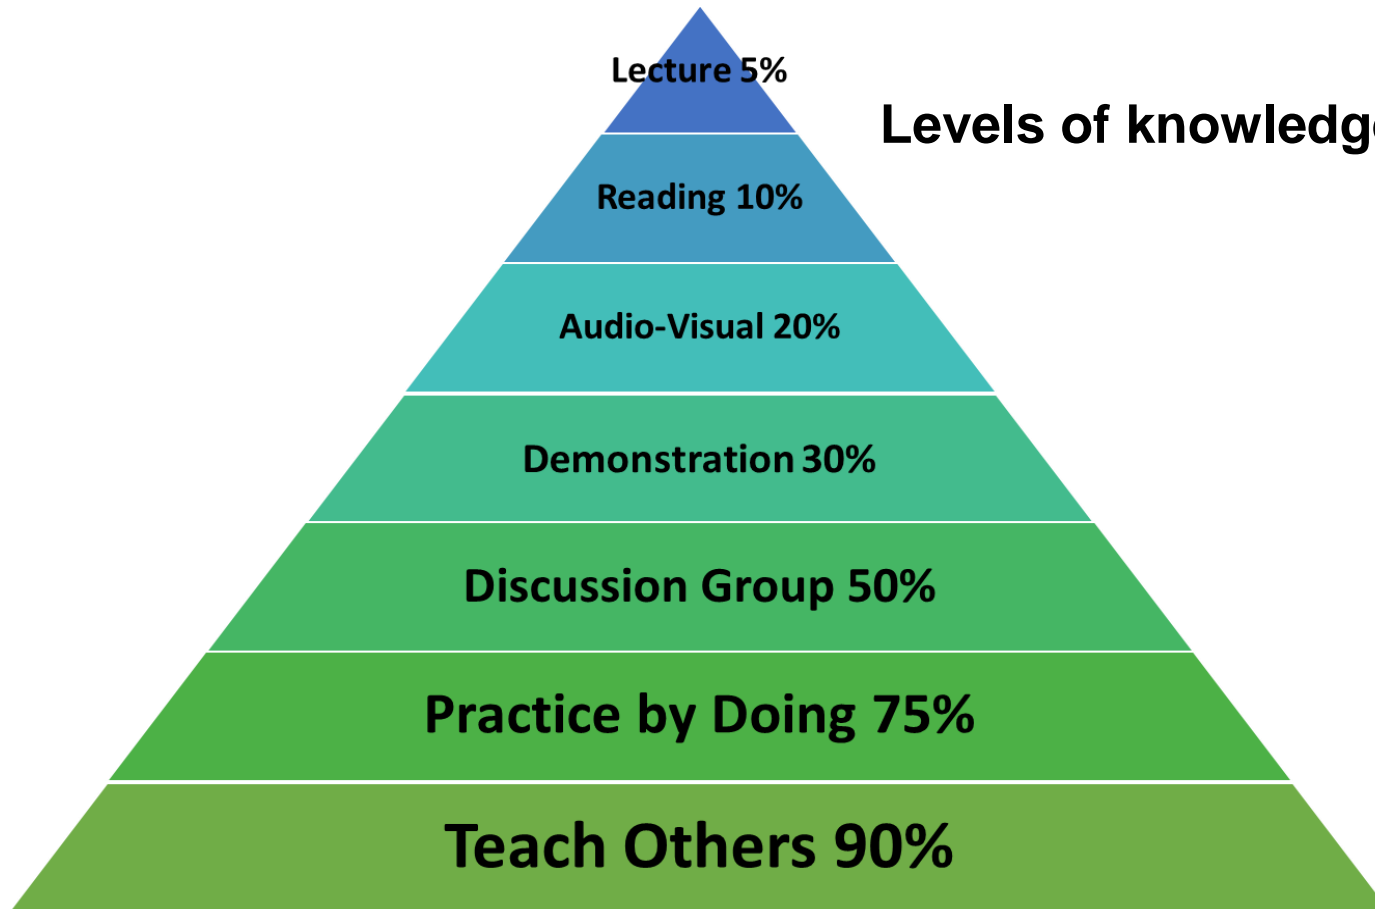 Lecture 5%
Levels of knowledge
Reading 10%
Audio-Visual 20%
Demonstration 30%
Discussion Group 50%
Practice by Doing 75%
Teach Others 90%